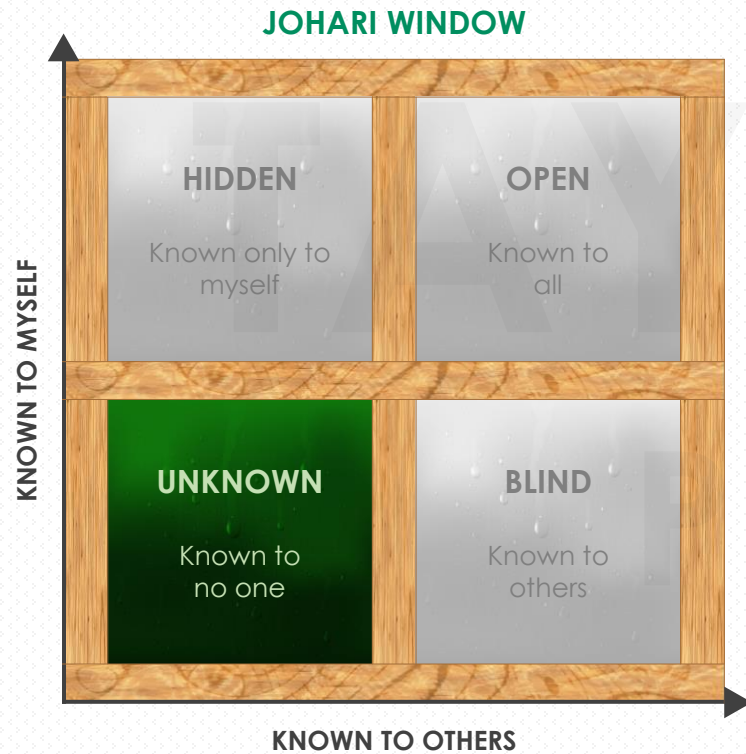 JOHARI WINDOW
KNOWN TO MYSELF
HIDDEN
Known only to
myself
OPEN
Known to
all
UNKNOWN
Known to
no one
BLIND
Known to
others
KNOWN TO OTHERS